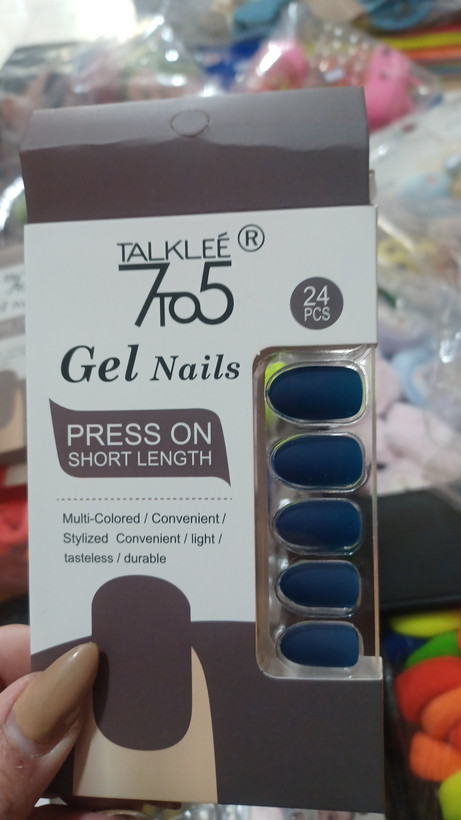 TALKLEÉ ®
7TO5
24
PCS
Gel Nails
PRESS ON
SHORT LENGTH
Multi-Colored / Convenient /
Stylized Convenient / light /
tasteless / durable